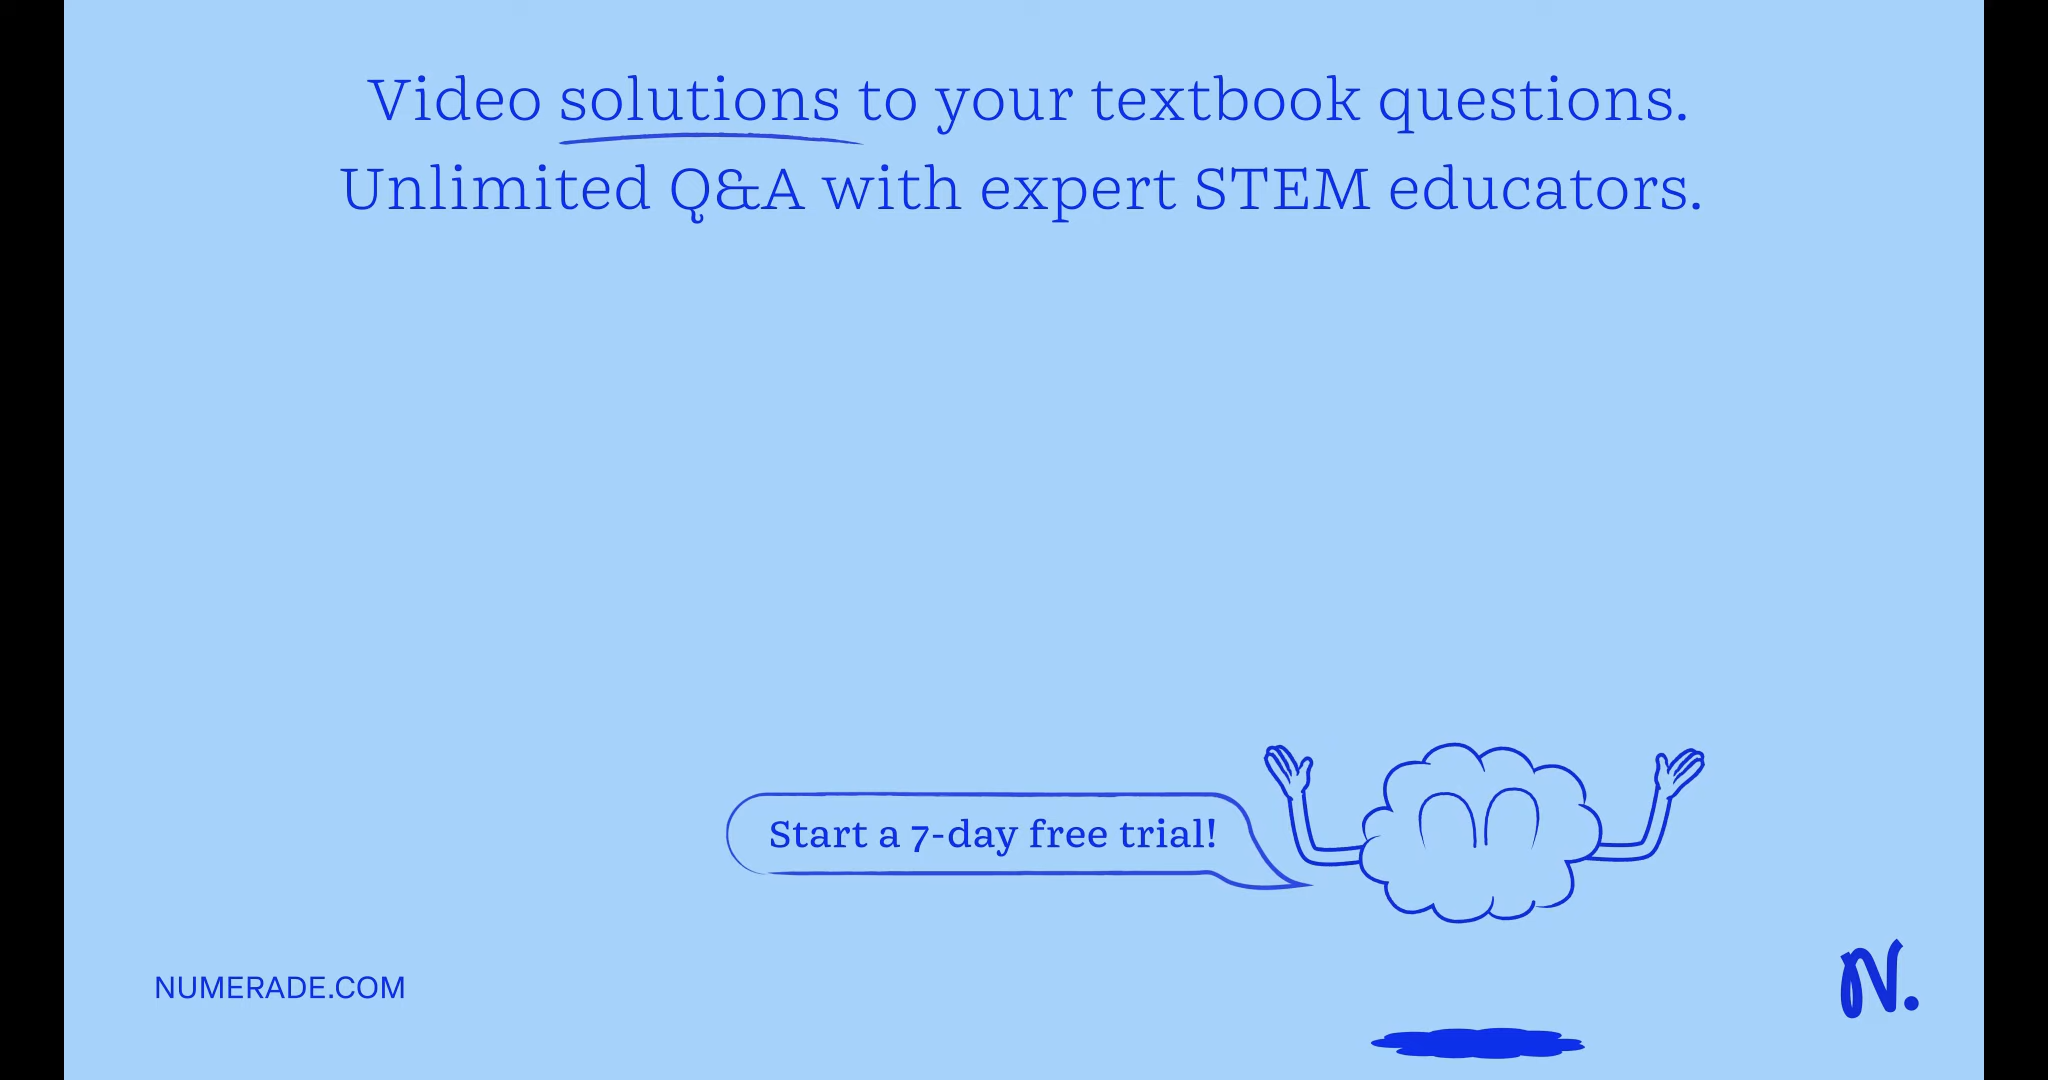 Video solutions to your textbook questions.
Unlimited Q&A with expert STEM educators.
Start a 7-day free trial!
NUMERADE.COM
N.